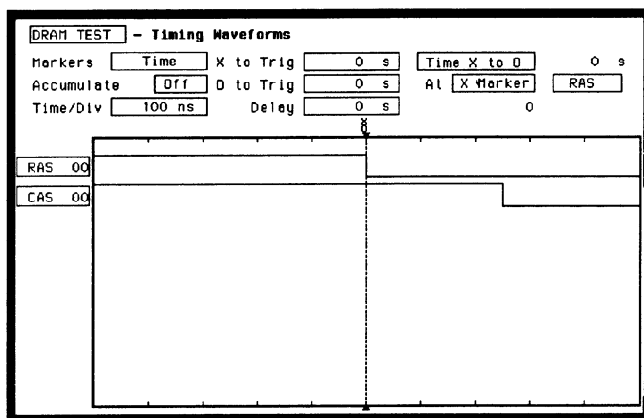 DRAM TEST - Timing Waveforms
Markers Time X to Trig 0 s Time X to O 0 s
Accumulate Off O to Trig 0 s At X Marker RAS
Time/Div 100 ns Delay 0 s 0
X
O
RAS 00
CAS 00